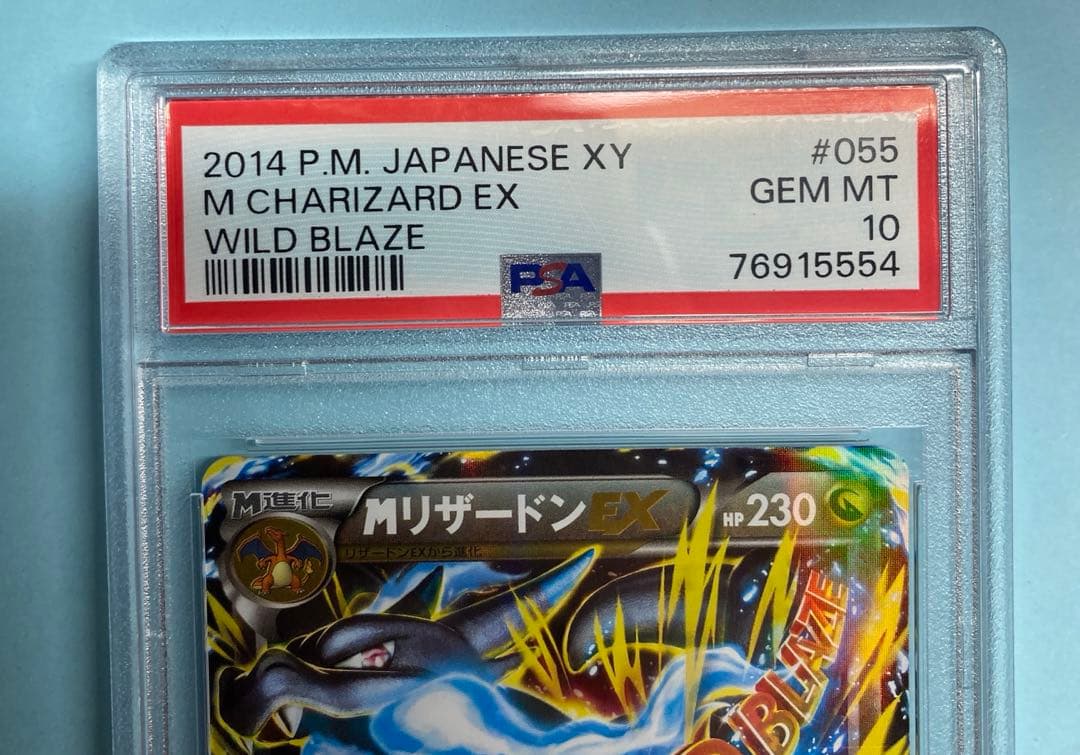 2014 P.M. JAPANESE XY #055
M CHARIZARD EX GEM MT
WILD BLAZE 10
76915554
PSA
M進化 MリザードンEX HP230
リザードンEXから進化
BLAZE